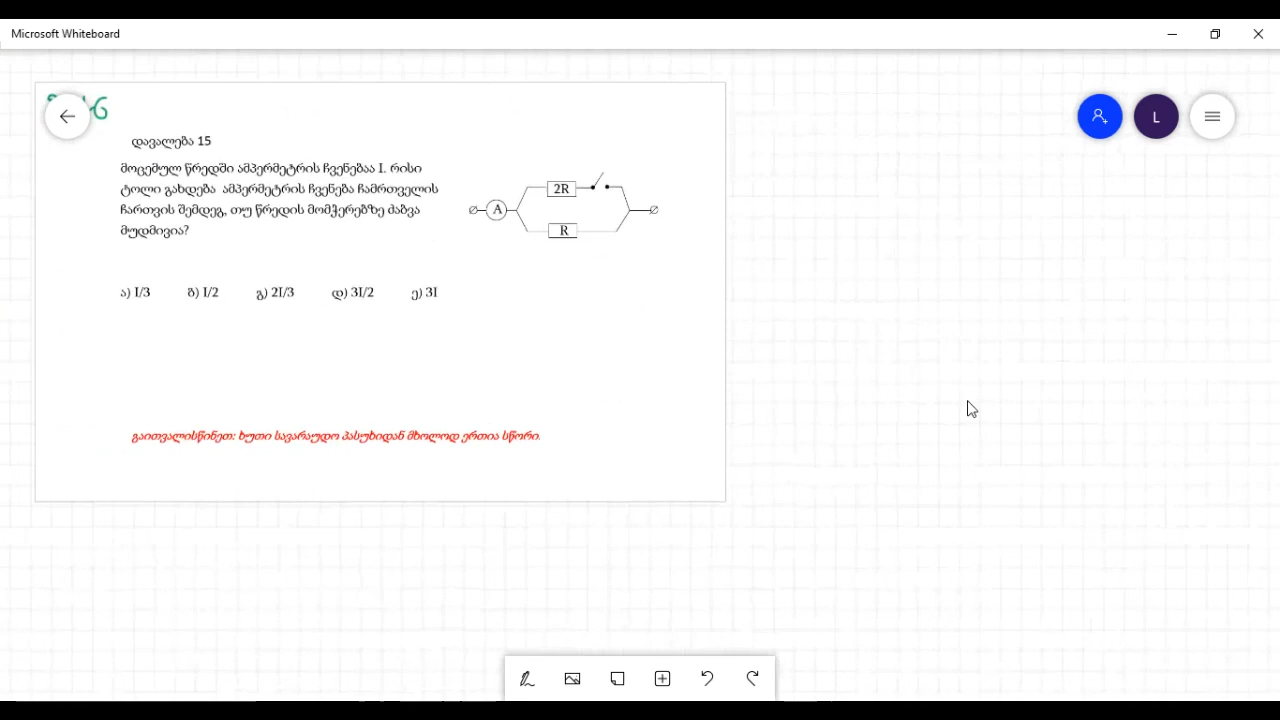 Microsoft Whiteboard
დავალება 15
მოცემულ წრედში ამპერმეტრის ჩვენებაა I. რისი
ტოლი გახდება ამპერმეტრის ჩვენება ჩამრთველის
ჩართვის შემდეგ, თუ წრედის მომჭერებზე ძაბვა
მუდმივია?
A
2R
R
ა) I/3 ბ) I/2 გ) 2I/3 დ) 3I/2 ე) 3I
გაითვალისწინეთ: ხუთი სავარაუდო პასუხიდან მხოლოდ ერთია სწორი.
L